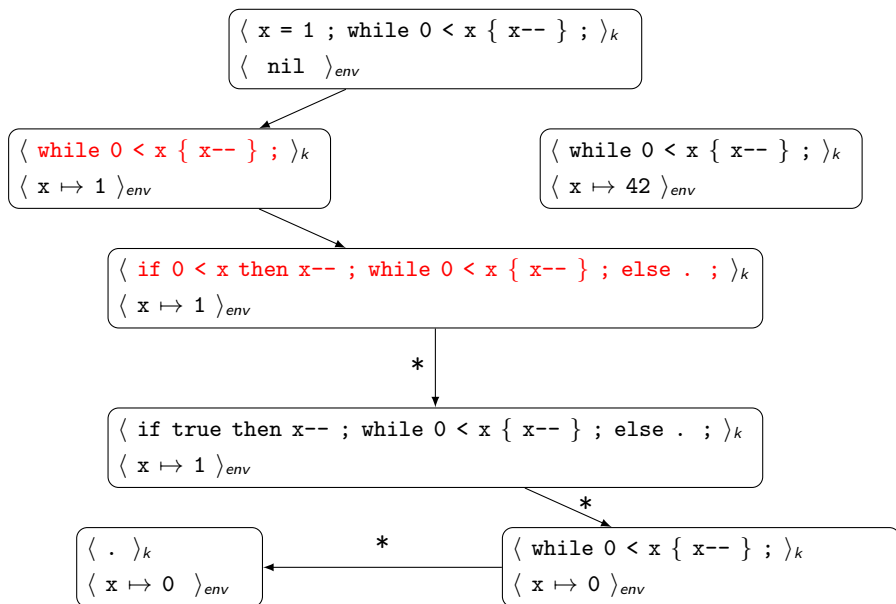 ⟨ x = 1 ; while 0 < x { x-- } ; ⟩k
⟨ nil ⟩env
⟨ while 0 < x { x-- } ; ⟩k
⟨ x ↦ 1 ⟩env
⟨ while 0 < x { x-- } ; ⟩k
⟨ x ↦ 42 ⟩env
⟨ if 0 < x then x-- ; while 0 < x { x-- } ; else . ; ⟩k
⟨ x ↦ 1 ⟩env
*
⟨ if true then x-- ; while 0 < x { x-- } ; else . ; ⟩k
⟨ x ↦ 1 ⟩env
*
⟨ . ⟩k
⟨ x ↦ 0 ⟩env
*
⟨ while 0 < x { x-- } ; ⟩k
⟨ x ↦ 0 ⟩env